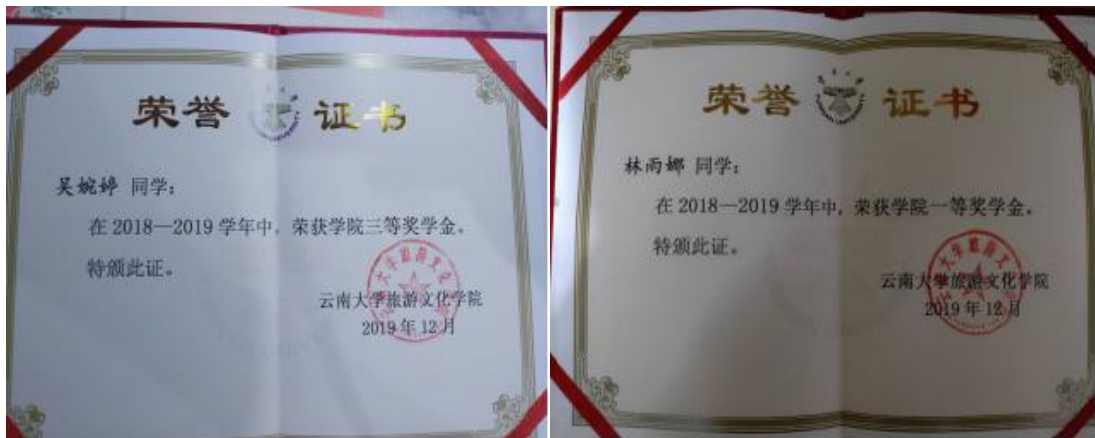 荣誉证书
吴婉婷 同学:
在 2018—2019 学年中，荣获学院三等奖学金。
特颁此证。
云南大学旅游文化学院
2019 年 12 月
荣誉证书
林雨娜 同学:
在 2018—2019 学年中，荣获学院一等奖学金。
特颁此证。
云南大学旅游文化学院
2019 年 12 月